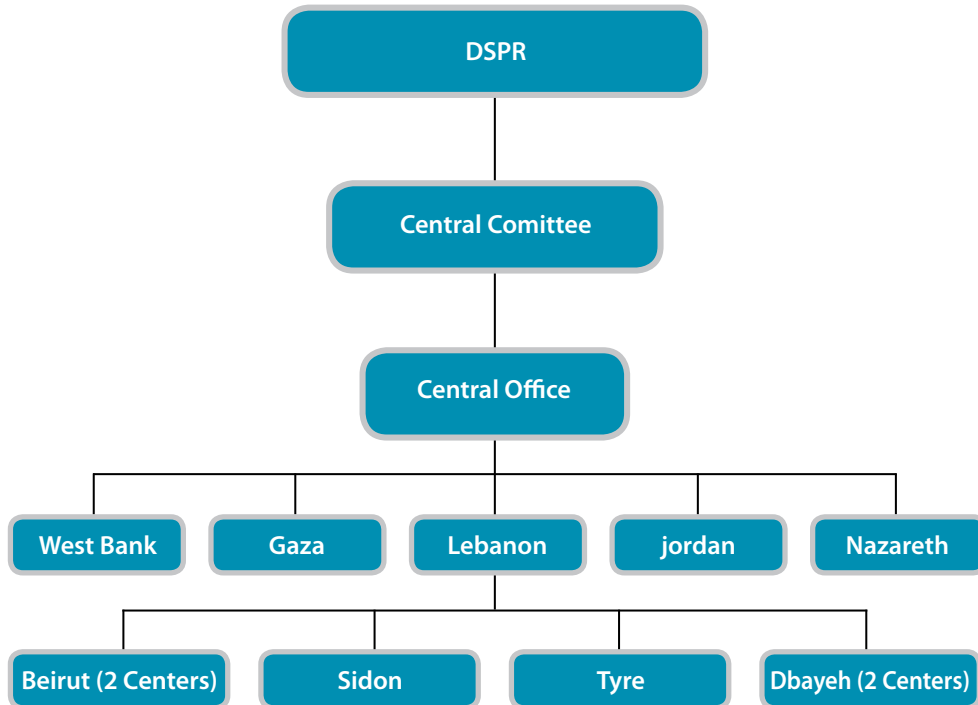 DSPR
Central Comittee
Central Office
West Bank
Gaza
Lebanon
jordan
Nazareth
Beirut (2 Centers)
Sidon
Tyre
Dbayeh (2 Centers)